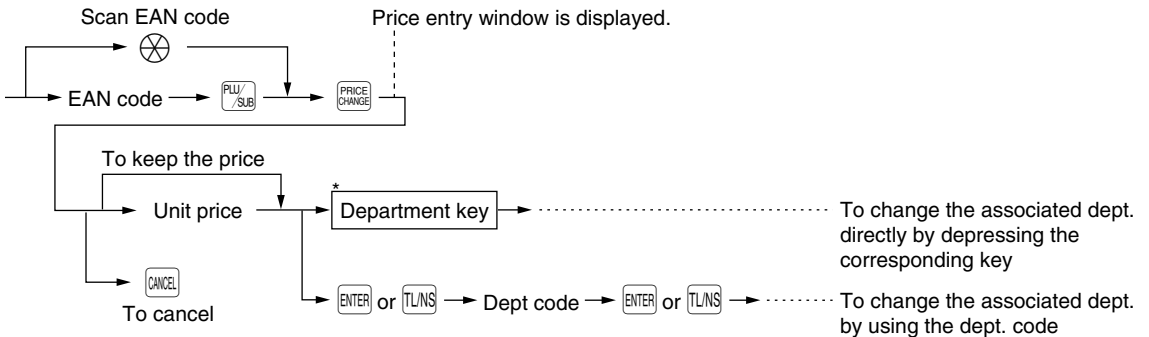 Scan EAN code
Price entry window is displayed.
EAN code
PLU/SUB
PRICE CHANGE
To keep the price
Unit price
*
Department key
To change the associated dept.
directly by depressing the
corresponding key
CANCEL
To cancel
ENTER or TL/NS
Dept code
ENTER or TL/NS
To change the associated dept.
by using the dept. code